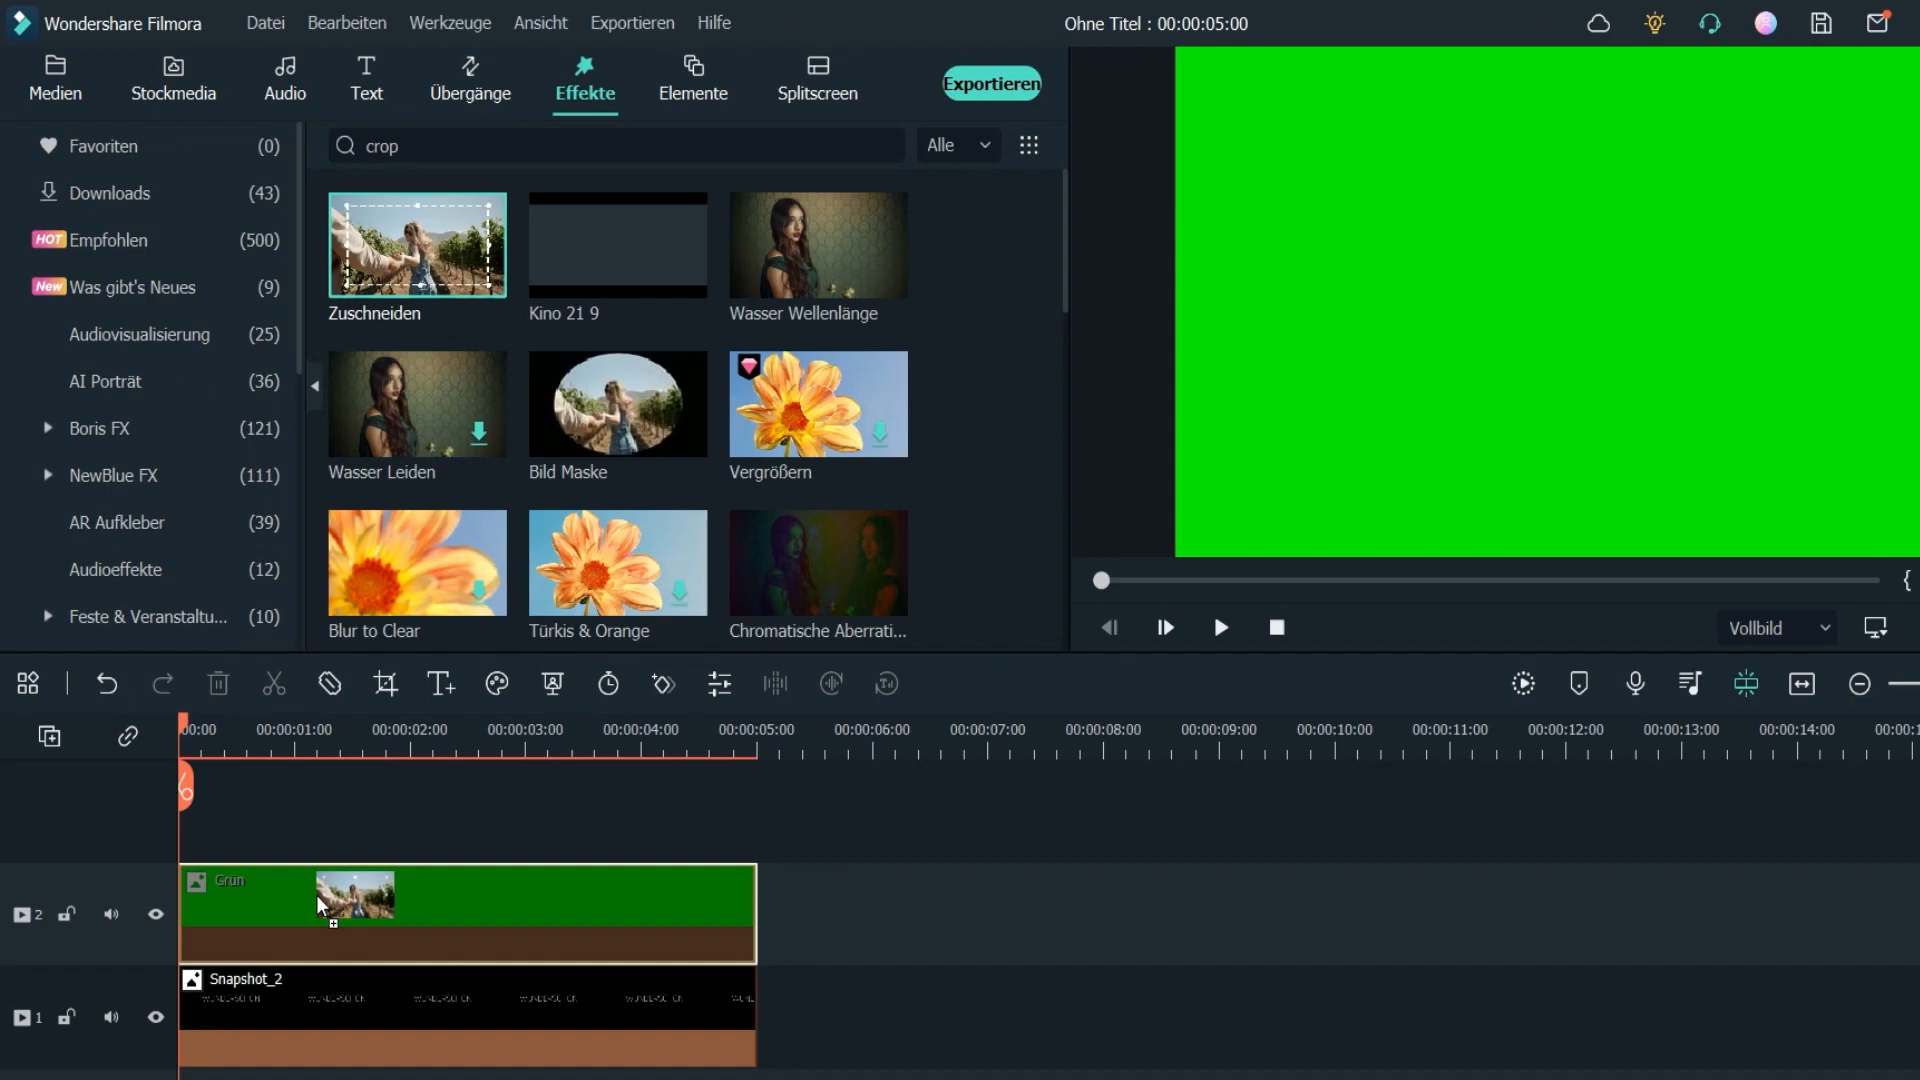 Wondershare Filmora
Datei
Bearbeiten
Werkzeuge
Ansicht
Exportieren
Hilfe
Ohne Titel : 00:00:05:00
Medien
Stockmedia
Audio
Text
Übergänge
Effekte
Elemente
Splitscreen
Exportieren
Favoriten (0)
Downloads (43)
HOT Empfohlen (500)
New Was gibt's Neues (9)
Audiovisualisierung (25)
AI Porträt (36)
Boris FX (121)
NewBlue FX (111)
AR Aufkleber (39)
Audioeffekte (12)
Feste & Veranstaltu... (10)
crop
Alle
Zuschneiden
Kino 21 9
Wasser Wellenlänge
Wasser Leiden
Bild Maske
Vergrößern
Blur to Clear
Türkis & Orange
Chromatische Aberrati...
{
Vollbild
00:00
00:00:01:00
00:00:02:00
00:00:03:00
00:00:04:00
00:00:05:00
00:00:06:00
00:00:07:00
00:00:08:00
00:00:09:00
00:00:10:00
00:00:11:00
00:00:12:00
00:00:13:00
00:00:14:00
00:00:1
2
Grün
1
Snapshot_2